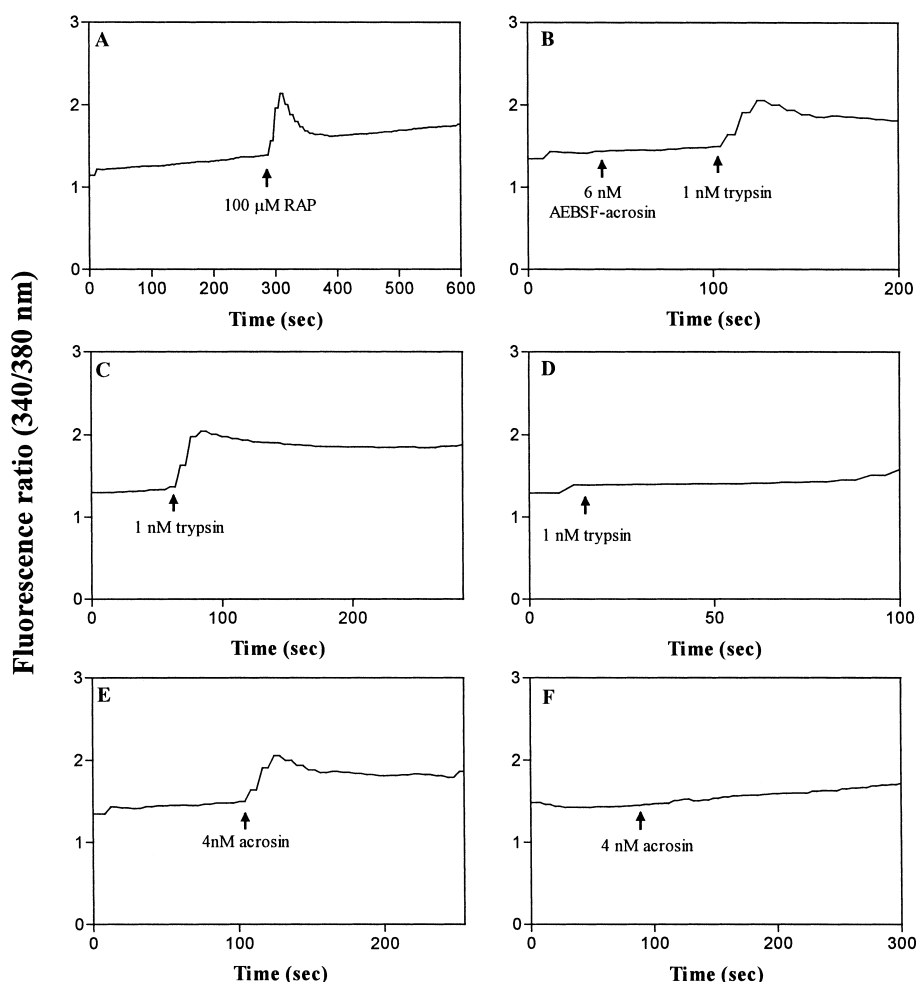 Fluorescence ratio (340/380 nm)
A
3
2
1
0
100 μM RAP
0 100 200 300 400 500 600
Time (sec)
B
3
2
1
0
6 nM
AEBSF-acrosin
1 nM trypsin
0 100 200
Time (sec)
C
3
2
1
0
1 nM trypsin
0 100 200
Time (sec)
D
3
2
1
0
1 nM trypsin
0 50 100
Time (sec)
E
3
2
1
0
4nM acrosin
0 100 200
Time (sec)
F
3
2
1
0
4 nM acrosin
0 100 200 300
Time (sec)